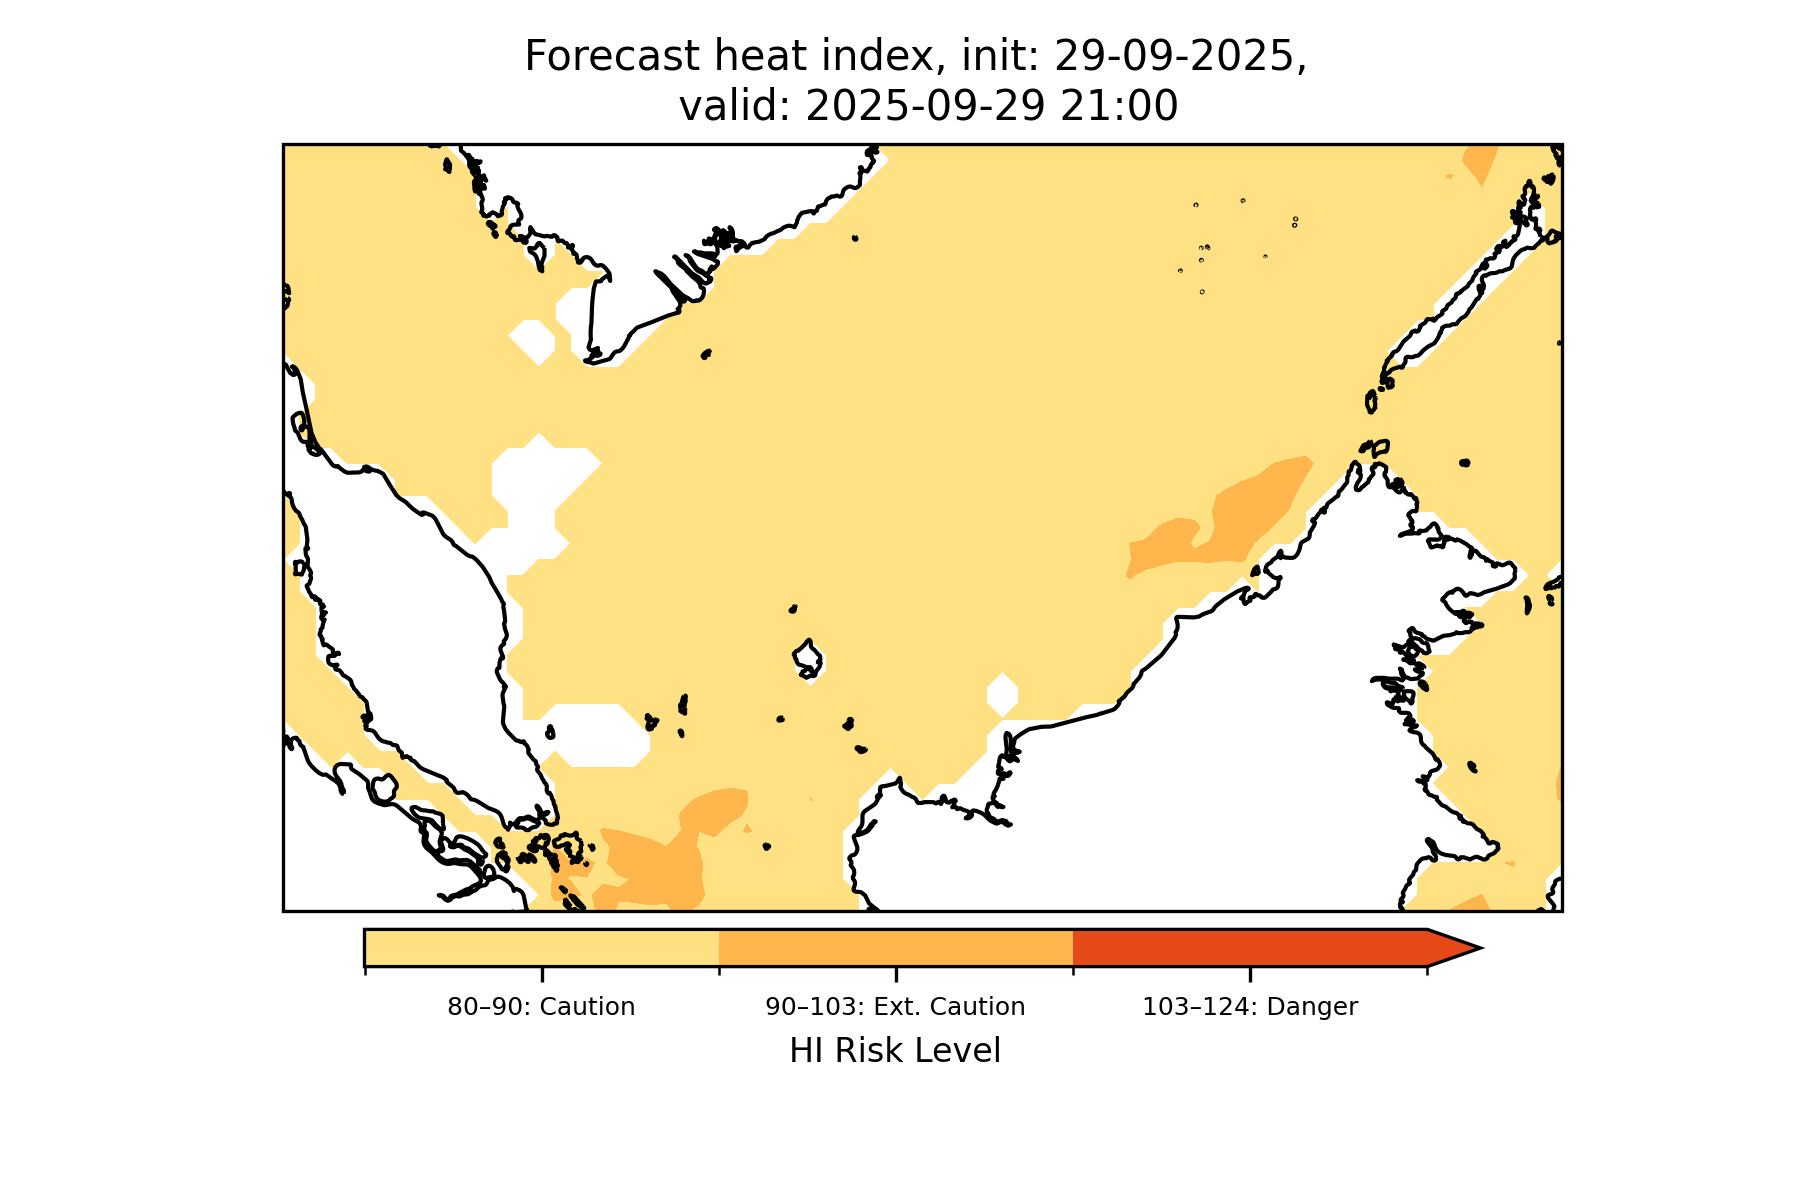 Forecast heat index, init: 29-09-2025,
valid: 2025-09-29 21:00
80–90: Caution
90–103: Ext. Caution
103–124: Danger
HI Risk Level